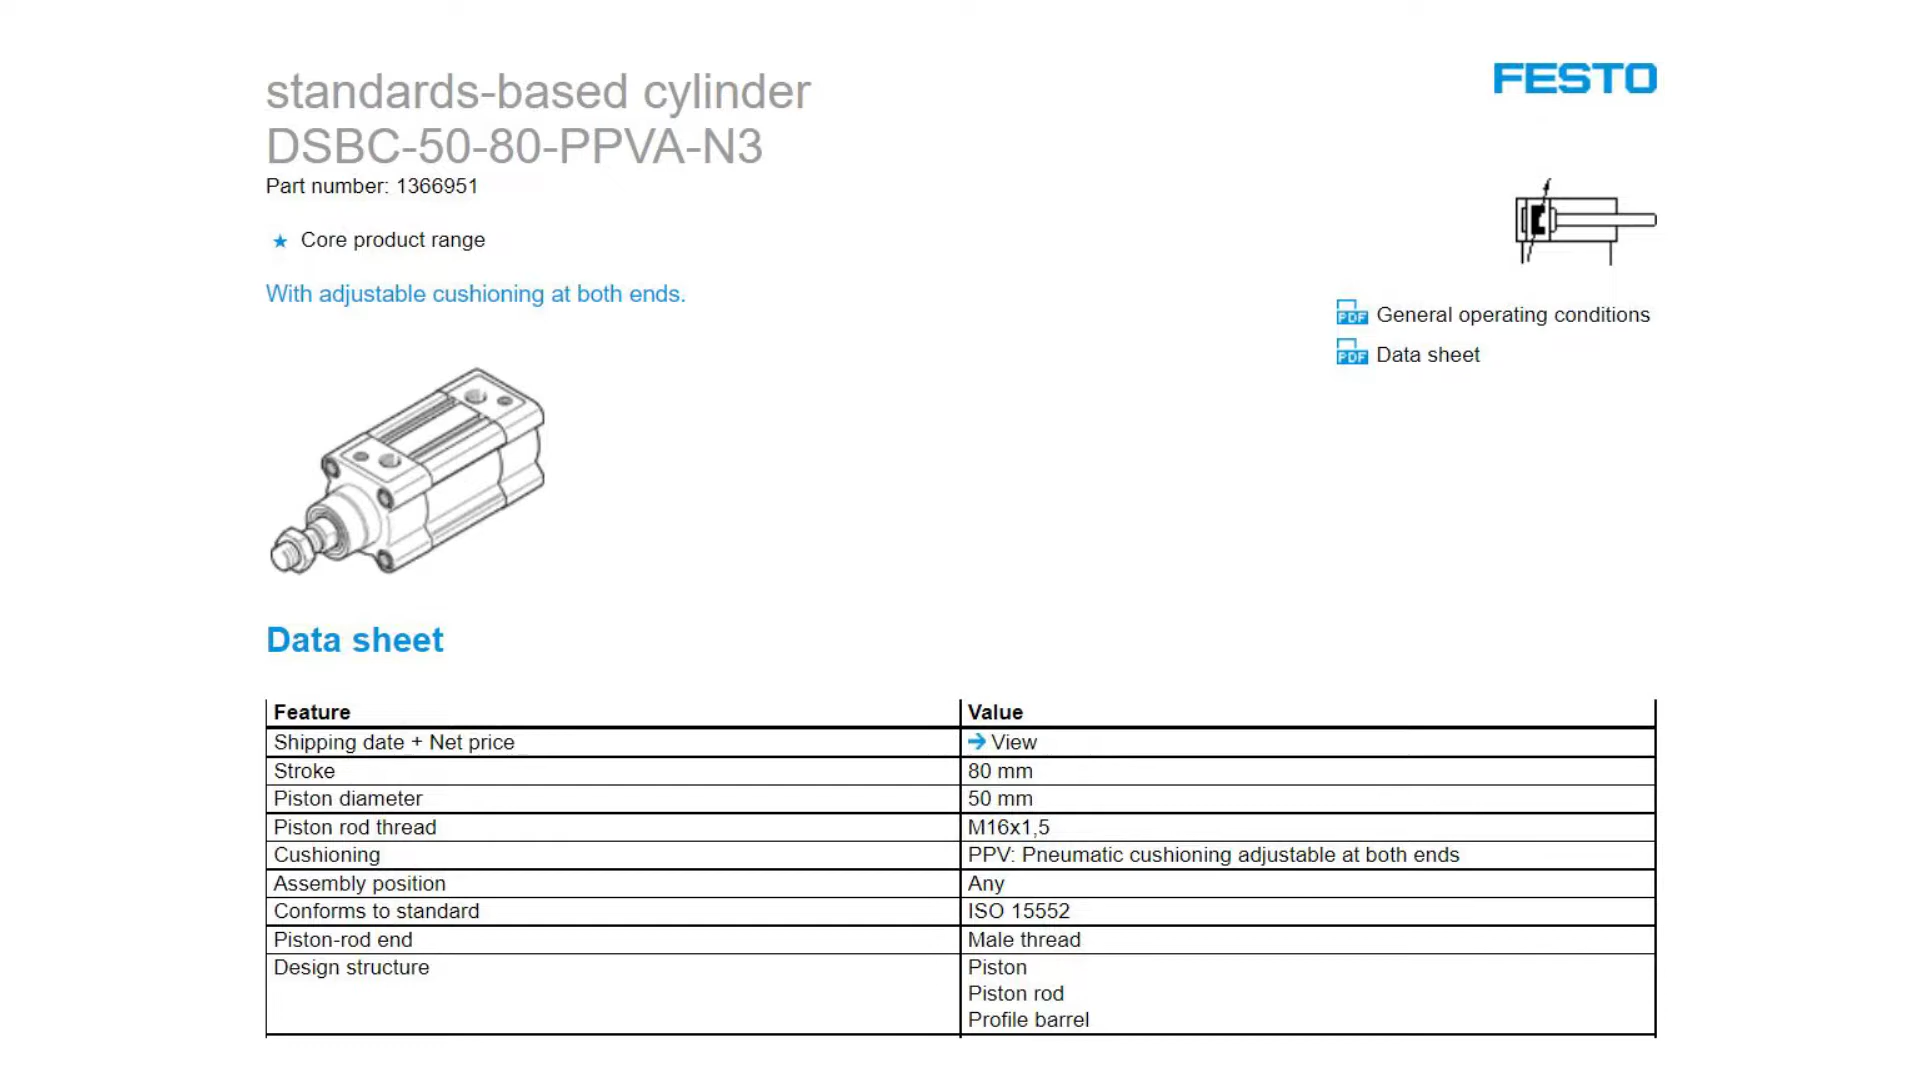 standards-based cylinder
DSBC-50-80-PPVA-N3
Part number: 1366951
★ Core product range
With adjustable cushioning at both ends.
FESTO
PDF General operating conditions
PDF Data sheet
Data sheet
Feature Value
Shipping date + Net price → View
Stroke 80 mm
Piston diameter 50 mm
Piston rod thread M16x1,5
Cushioning PPV: Pneumatic cushioning adjustable at both ends
Assembly position Any
Conforms to standard ISO 15552
Piston-rod end Male thread
Design structure Piston
Piston rod
Profile barrel